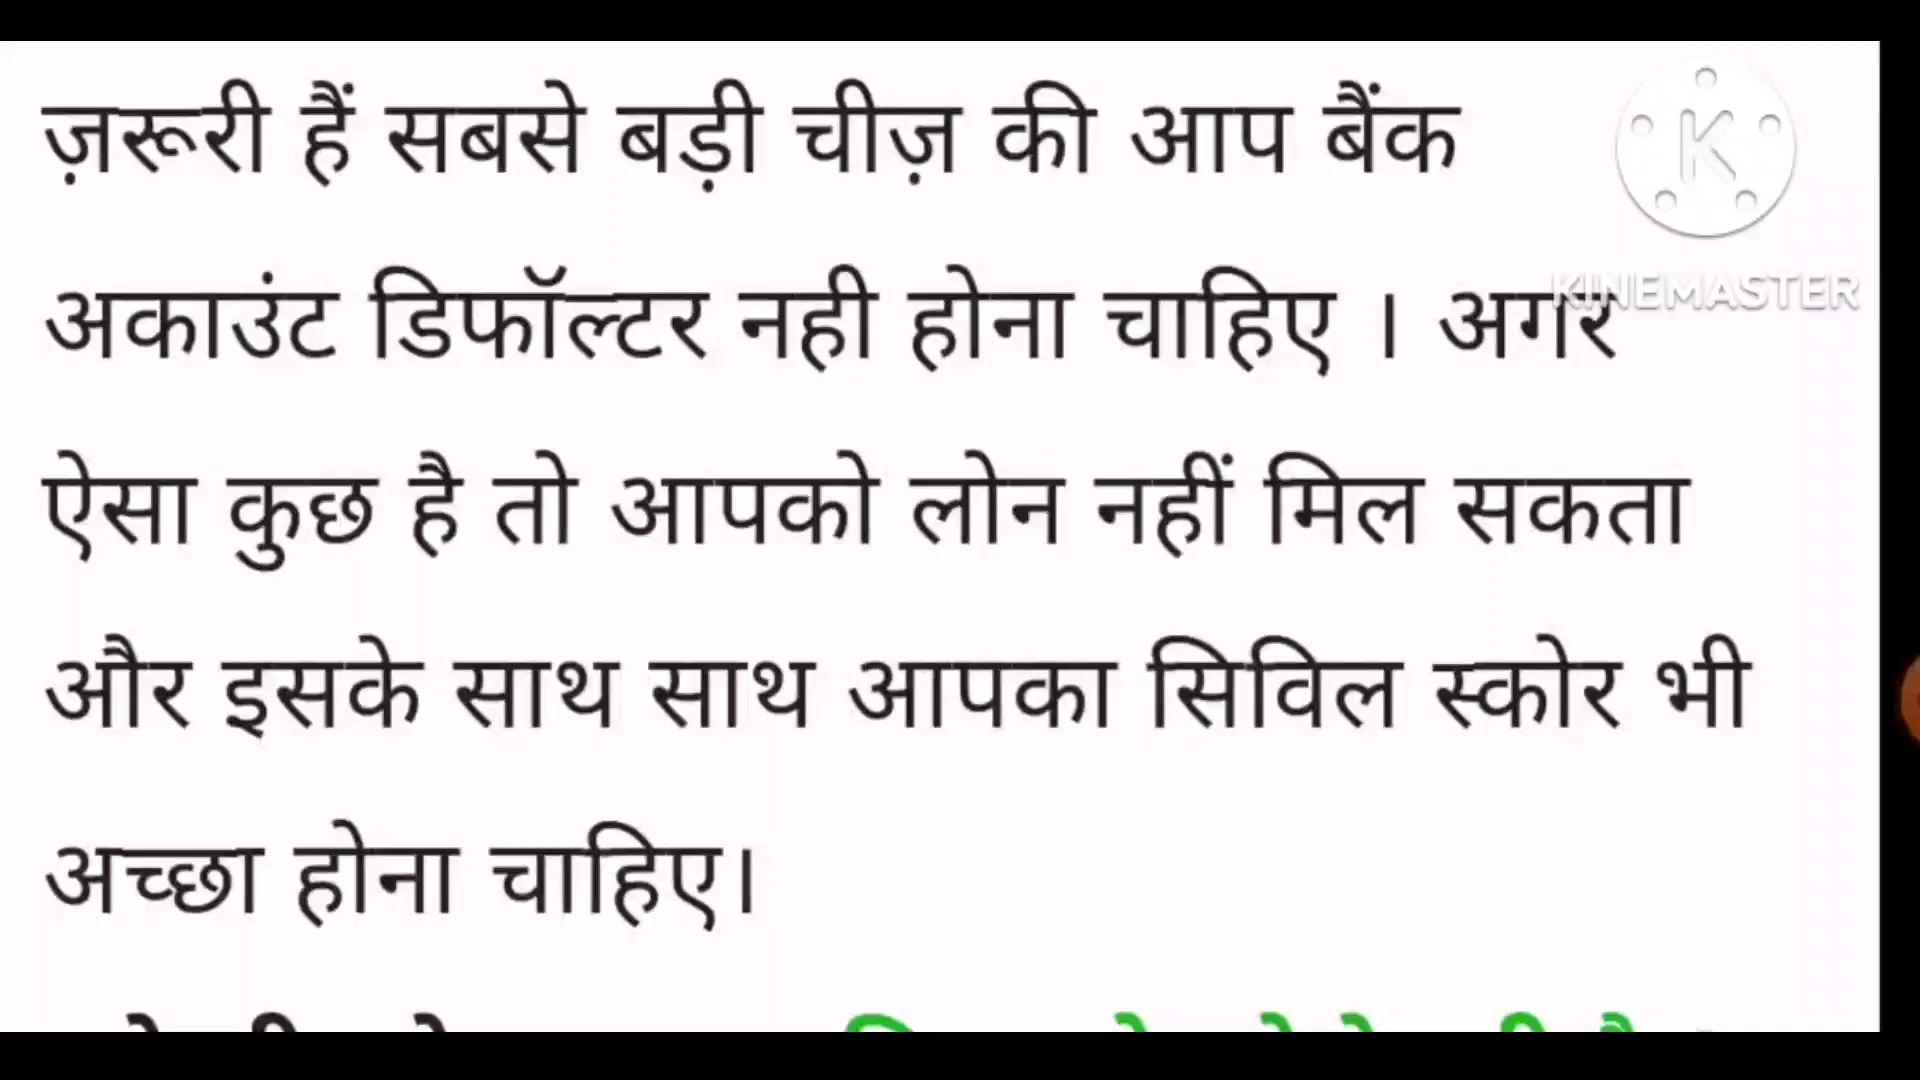 ज़रूरी हैं सबसे बड़ी चीज़ की आप बैंक
K
KINEMASTER
अकाउंट डिफॉल्टर नही होना चाहिए । अगर
ऐसा कुछ है तो आपको लोन नहीं मिल सकता
और इसके साथ साथ आपका सिविल स्कोर भी
अच्छा होना चाहिए।